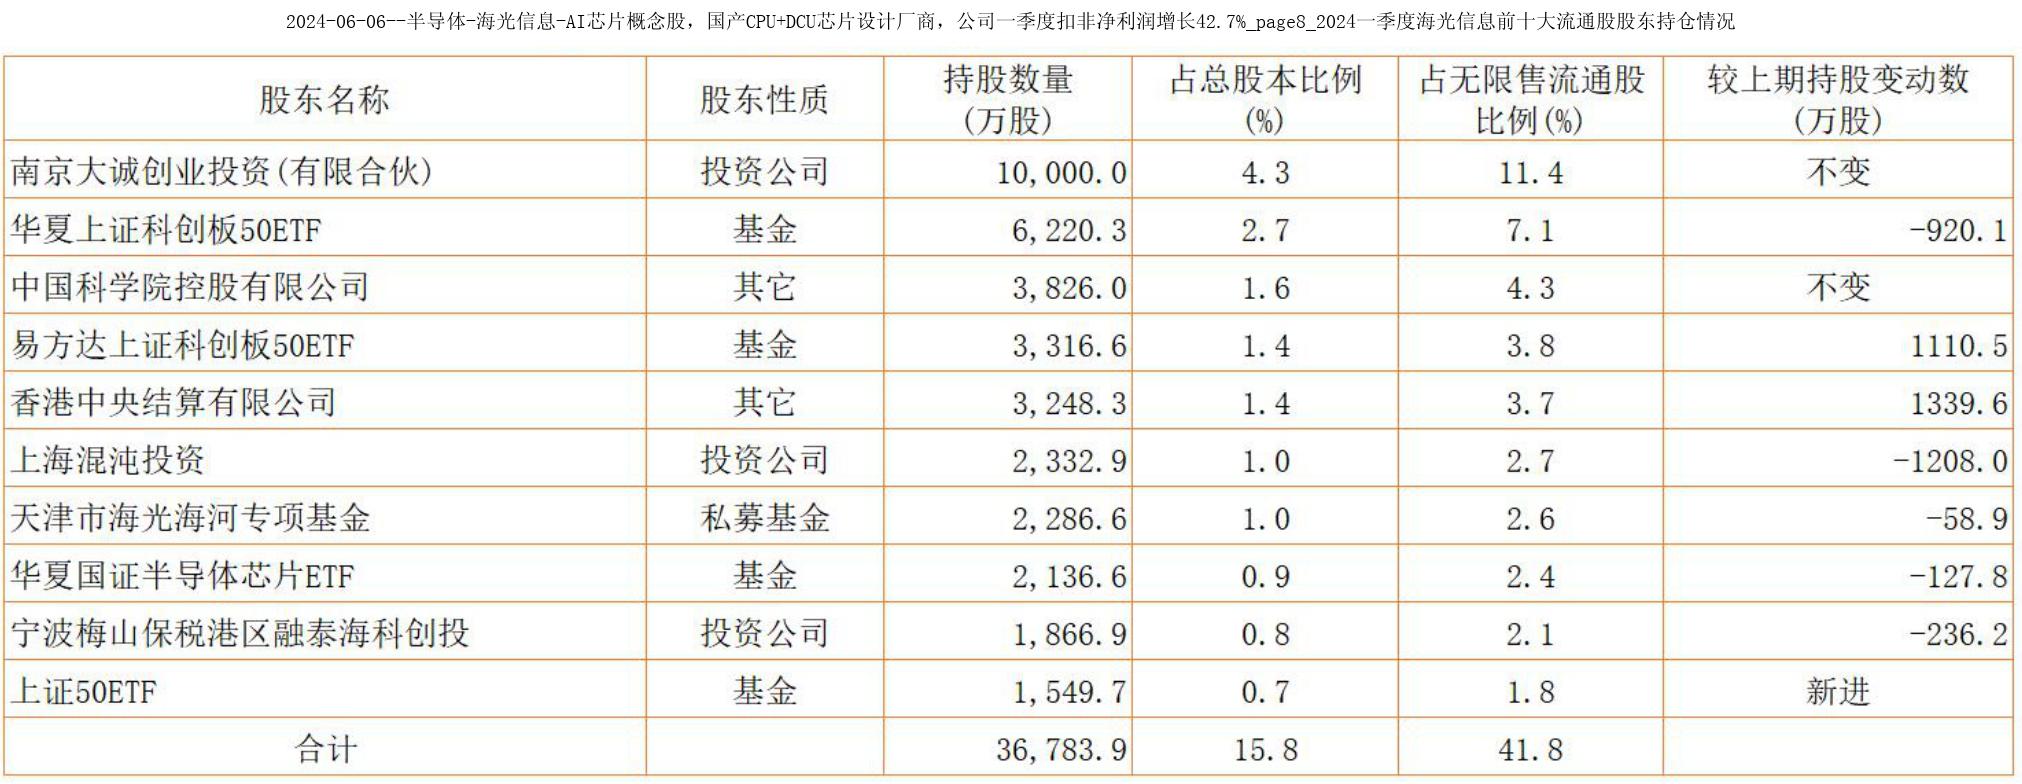 2024-06-06--半导体-海光信息-AI芯片概念股，国产CPU+DCU芯片设计厂商，公司一季度扣非净利润增长42.7%_page8_2024一季度海光信息前十大流通股股东持仓情况
股东名称 股东性质 持股数量 (万股) 占总股本比例 (%) 占无限售流通股 比例(%) 较上期持股变动数 (万股)
南京大诚创业投资(有限合伙) 投资公司 10,000.0 4.3 11.4 不变
华夏上证科创板50ETF 基金 6,220.3 2.7 7.1 -920.1
中国科学院控股有限公司 其它 3,826.0 1.6 4.3 不变
易方达上证科创板50ETF 基金 3,316.6 1.4 3.8 1110.5
香港中央结算有限公司 其它 3,248.3 1.4 3.7 1339.6
上海混沌投资 投资公司 2,332.9 1.0 2.7 -1208.0
天津市海光海河专项基金 私募基金 2,286.6 1.0 2.6 -58.9
华夏国证半导体芯片ETF 基金 2,136.6 0.9 2.4 -127.8
宁波梅山保税港区融泰海科创投 投资公司 1,866.9 0.8 2.1 -236.2
上证50ETF 基金 1,549.7 0.7 1.8 新进
合计 36,783.9 15.8 41.8